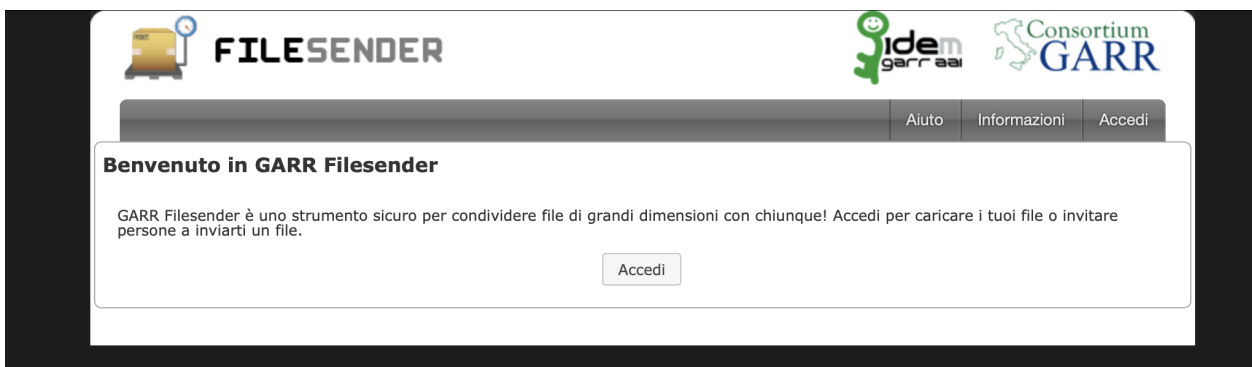 FILESENDER
idem
garr aai
Consortium
GARR
Aiuto Informazioni Accedi
Benvenuto in GARR Filesender
GARR Filesender è uno strumento sicuro per condividere file di grandi dimensioni con chiunque! Accedi per caricare i tuoi file o invitare
persone a inviarti un file.
Accedi